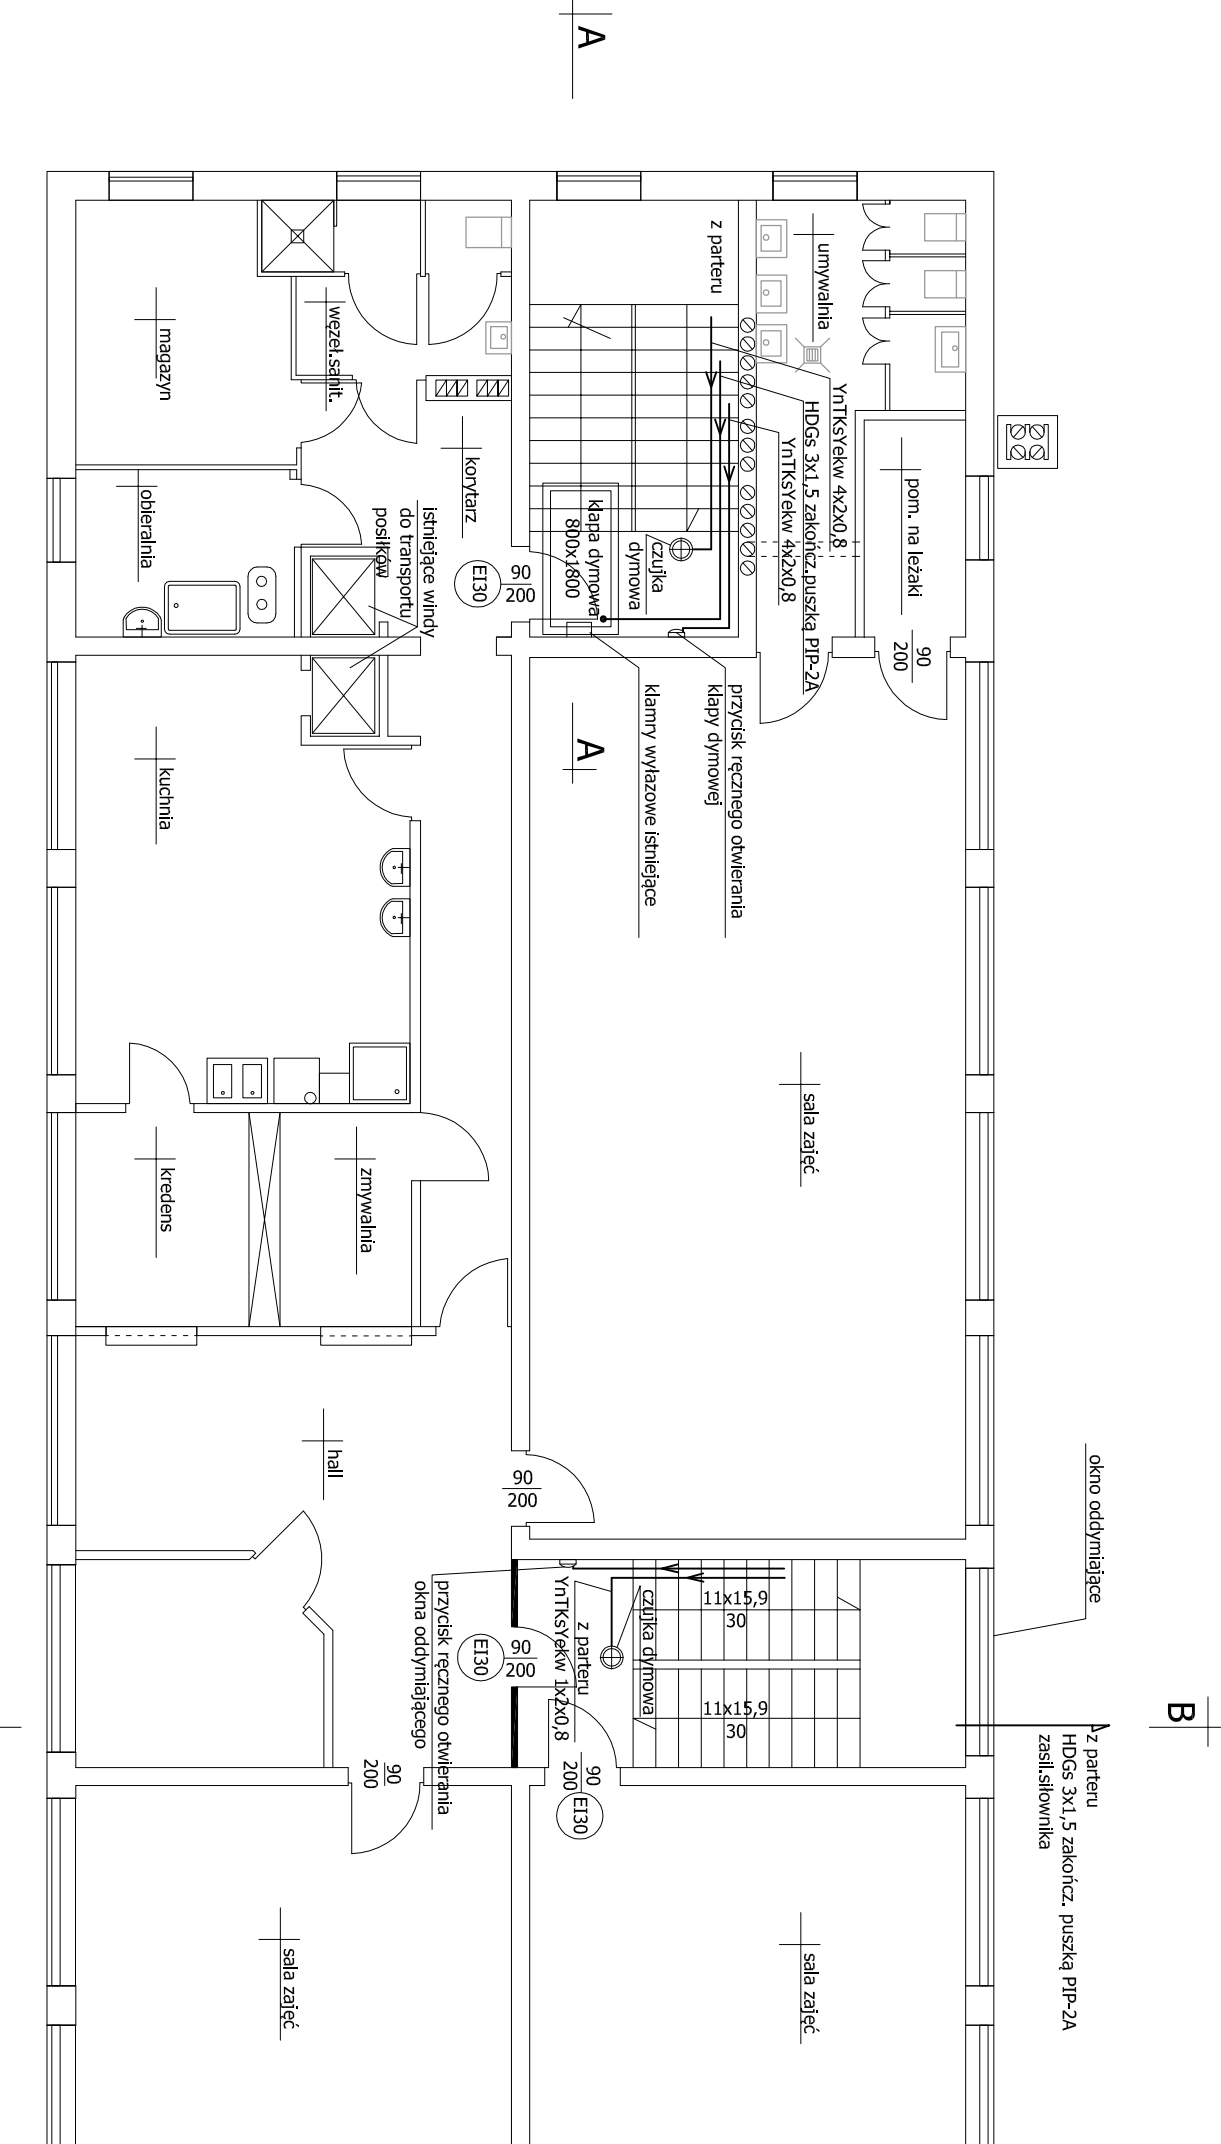 A
z parteru
umywalnia
węzeł.sanit.
magazyn
YnTKsYekw 4x2x0,8
HDGs 3x1,5 zakończ.puszką PIP-2A
YnTKsYekw 4x2x0,8
korytarz
pom. na leżaki
obieralnia
istniejące windy
do transportu
posiłków
klapa dymowa
800x1800
czujka
dymowa
EI30
90
200
90
200
przycisk ręcznego otwierania
klapy dymowej
klamry wyłazowe istniejące
A
kuchnia
sala zajęć
kredens
zmywalnia
hall
90
200
okno oddymiające
11x15,9
30
11x15,9
30
czujka dymowa
z parteru
YnTKsYekw 1x2x0,8
przycisk ręcznego otwierania
okna oddymiającego
EI30
90
200
90
200
EI30
90
200
B
z parteru
HDGs 3x1,5 zakończ. puszką PIP-2A
zasil.siłownika
sala zajęć
sala zajęć